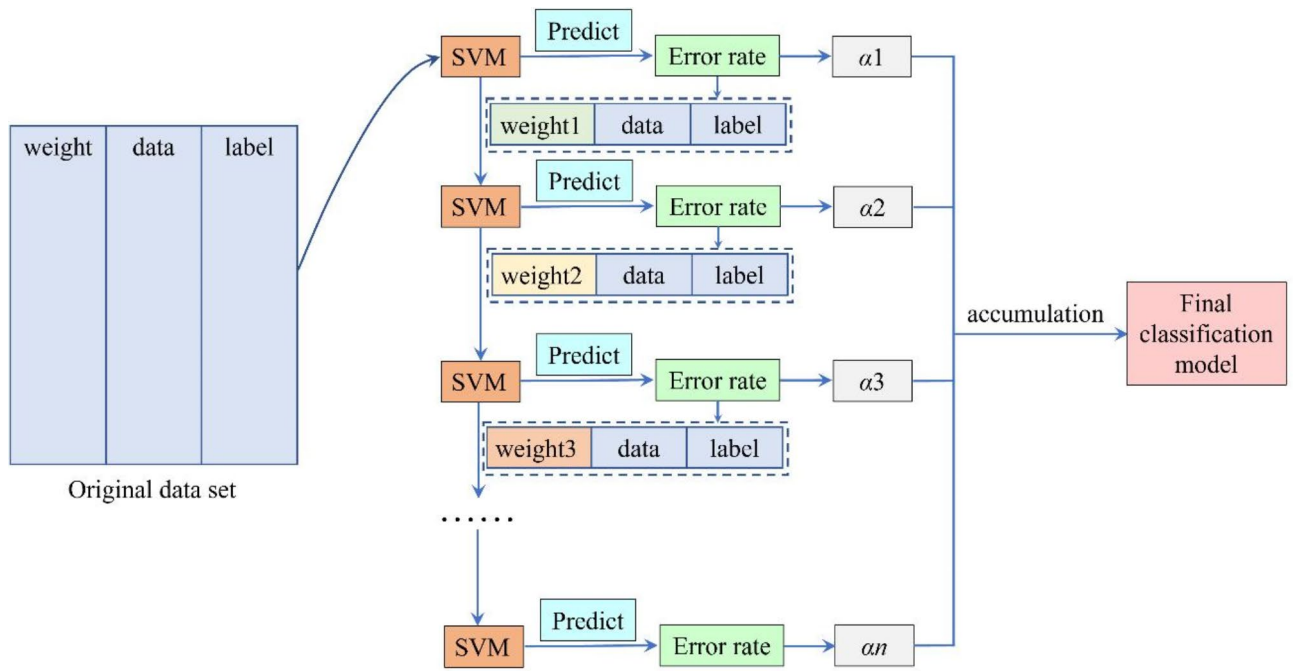 Predict
SVM
Error rate
α1
weight1 data label
weight data label
Predict
SVM
Error rate
α2
weight2 data label
accumulation
Final
classification
model
Predict
SVM
Error rate
α3
weight3 data label
Original data set
......
Predict
SVM
Error rate
αn